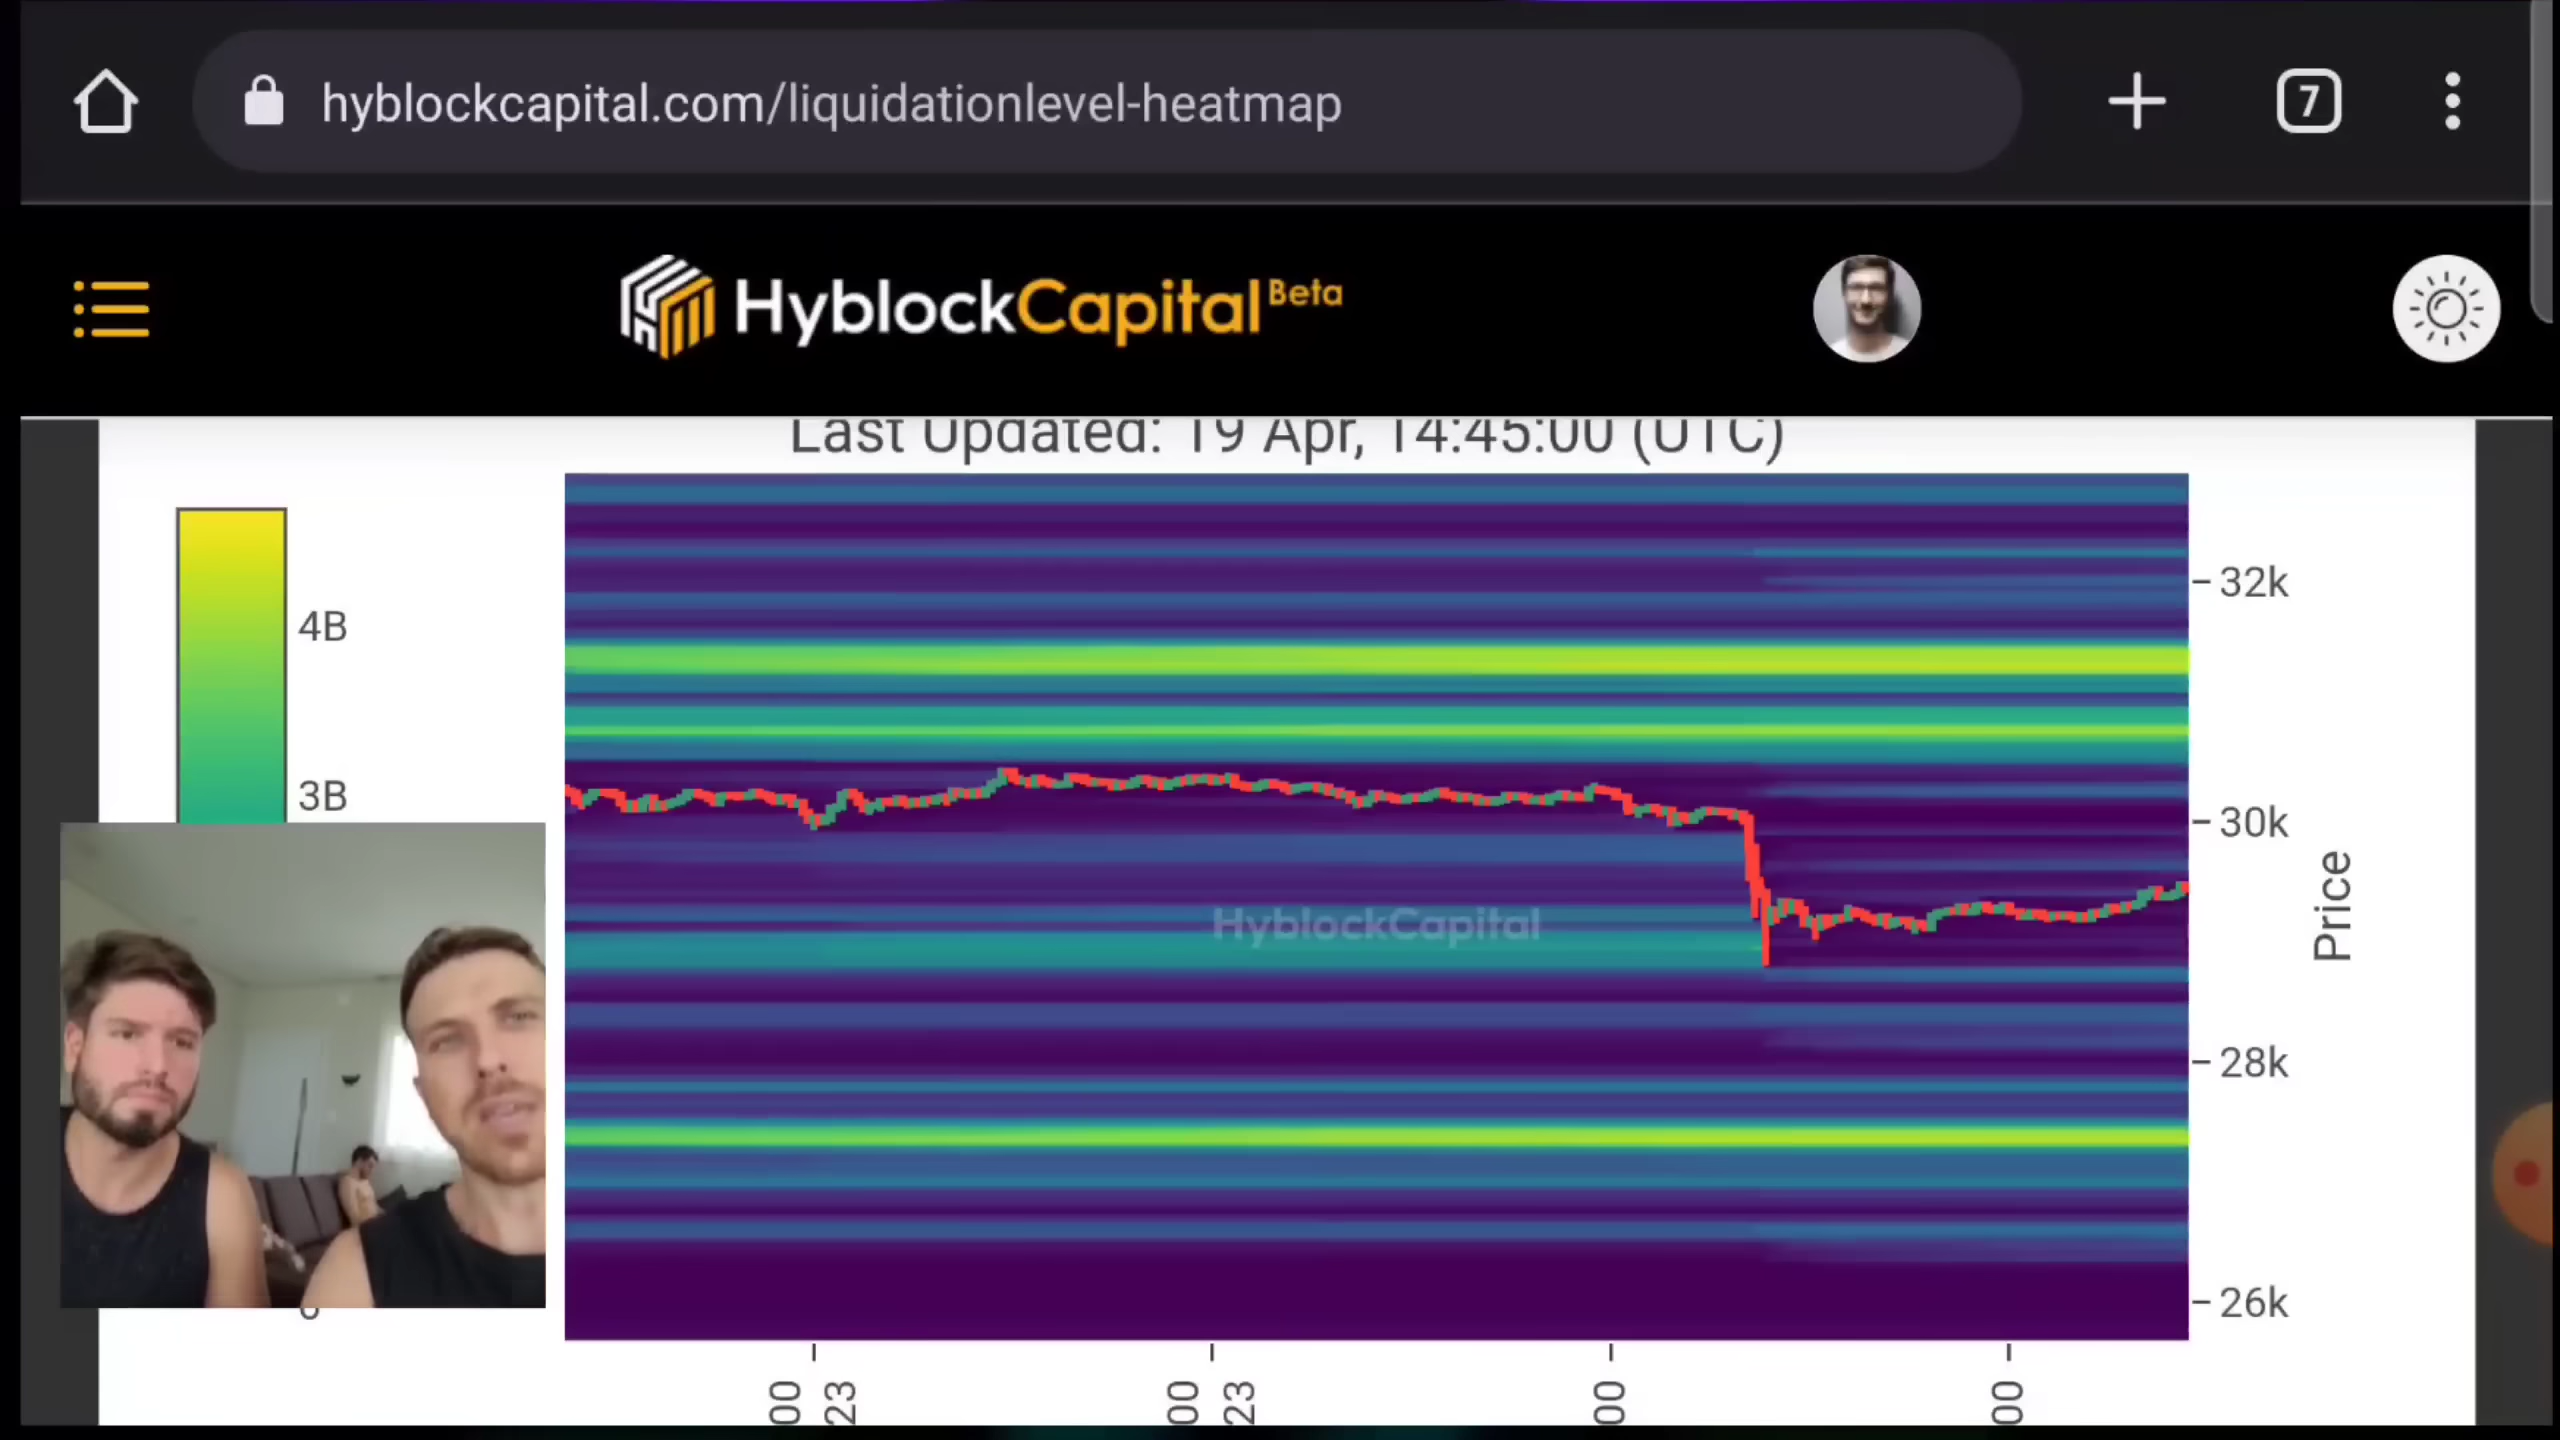 hyblockcapital.com/liquidationlevel-heatmap
7
HyblockCapital Beta
Last Updated: 19 Apr, 14:45:00 (UTC)
4B
3B
0
HyblockCapital
32k
30k
28k
26k
Price
00
23
00
23
00
00